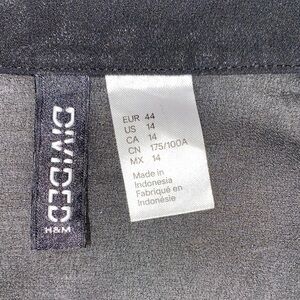 DIVIDED
H&M
EUR 44
US 14
CA 14
CN 175/100A
MX 14
Made in
Indonesia
Fabriqué en
Indonésie